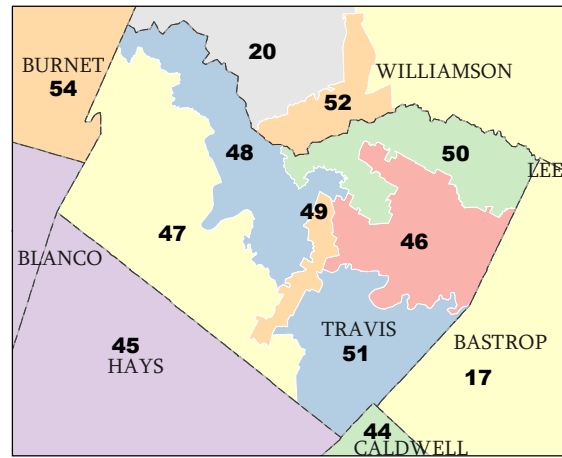 20
BURNET
54
WILLIAMSON
52
48
50
LEE
49
47
46
BLANCO
TRAVIS
51
BASTROP
45
HAYS
17
44
CALDWELL